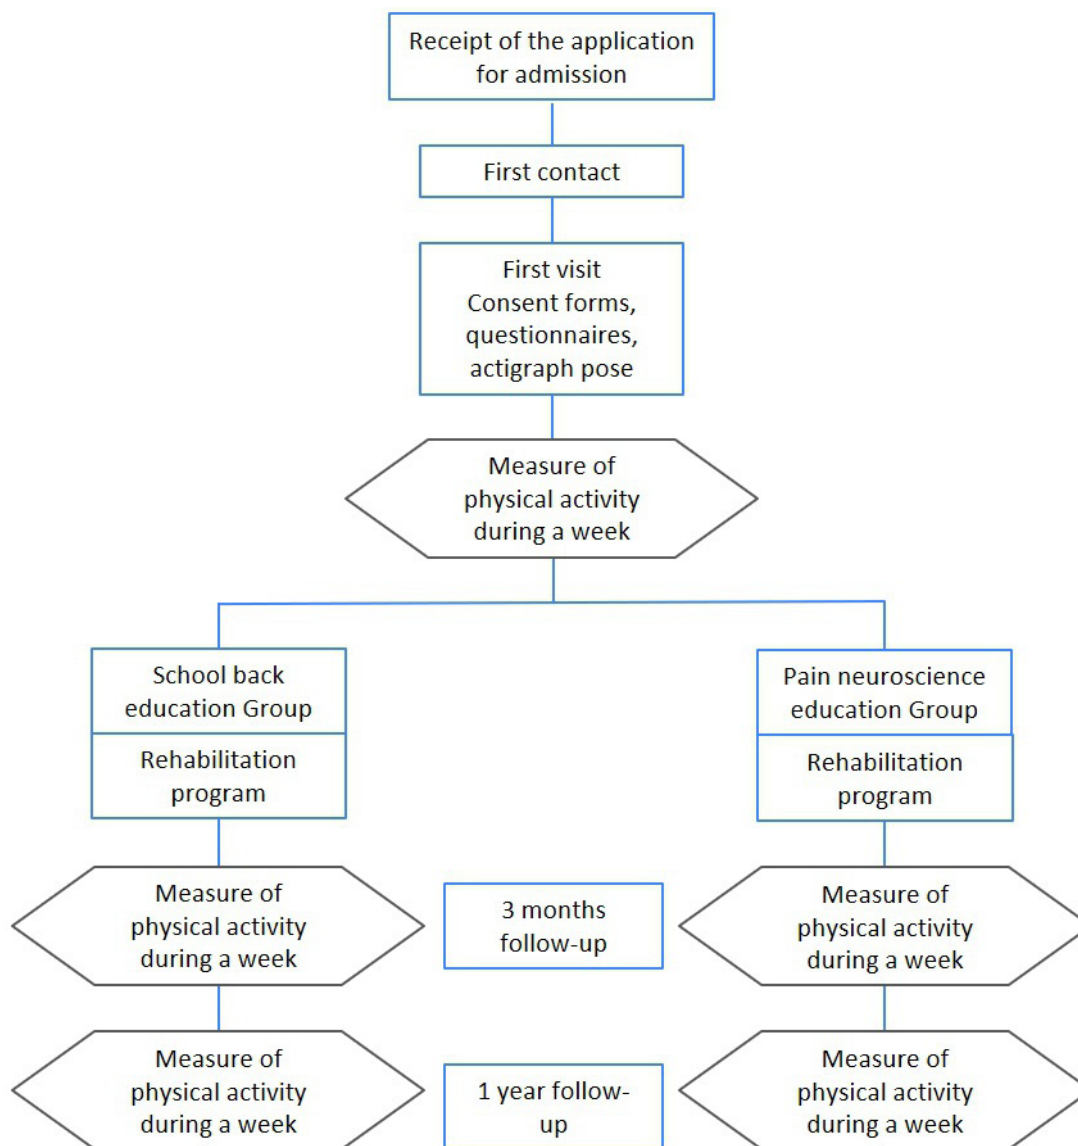 Receipt of the application
for admission
First contact
First visit
Consent forms,
questionnaires,
actigraph pose
Measure of
physical activity
during a week
School back
education Group
Rehabilitation
program
Pain neuroscience
education Group
Rehabilitation
program
Measure of
physical activity
during a week
3 months
follow-up
Measure of
physical activity
during a week
Measure of
physical activity
during a week
1 year follow-
up
Measure of
physical activity
during a week